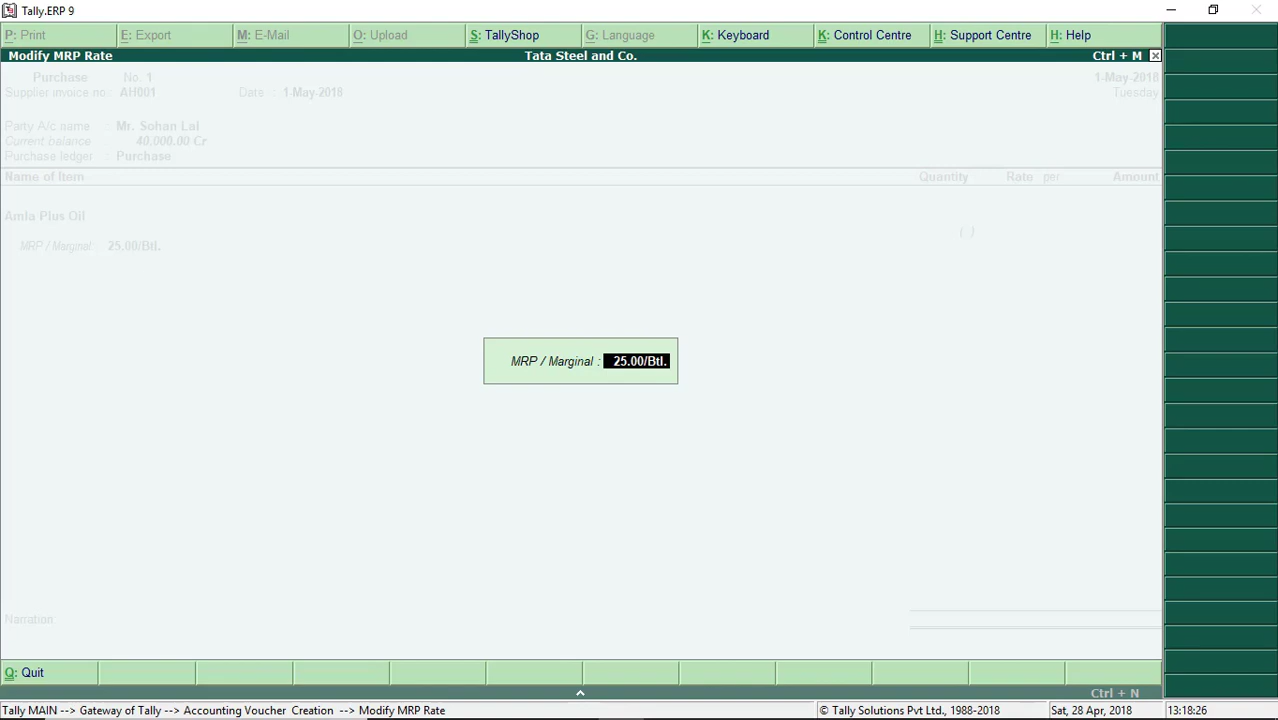 Tally.ERP 9
P: Print E: Export M: E-Mail O: Upload S: TallyShop G: Language K: Keyboard K: Control Centre H: Support Centre H: Help
Modify MRP Rate Tata Steel and Co. Ctrl + M
Purchase No. 1 1-May-2018
Supplier invoice no.: AH001 Date : 1-May-2018 Tuesday
Party A/c name : Mr. Sohan Lal
Current balance : 40,000.00 Cr
Purchase ledger : Purchase
Name of Item Quantity Rate per Amount
Amla Plus Oil
( )
MRP / Marginal : 25.00/Btl.
MRP / Marginal : 25.00/Btl.
Narration:
Q: Quit
Ctrl + N
Tally MAIN --> Gateway of Tally --> Accounting Voucher Creation --> Modify MRP Rate © Tally Solutions Pvt Ltd., 1988-2018 Sat, 28 Apr, 2018 13:18:26